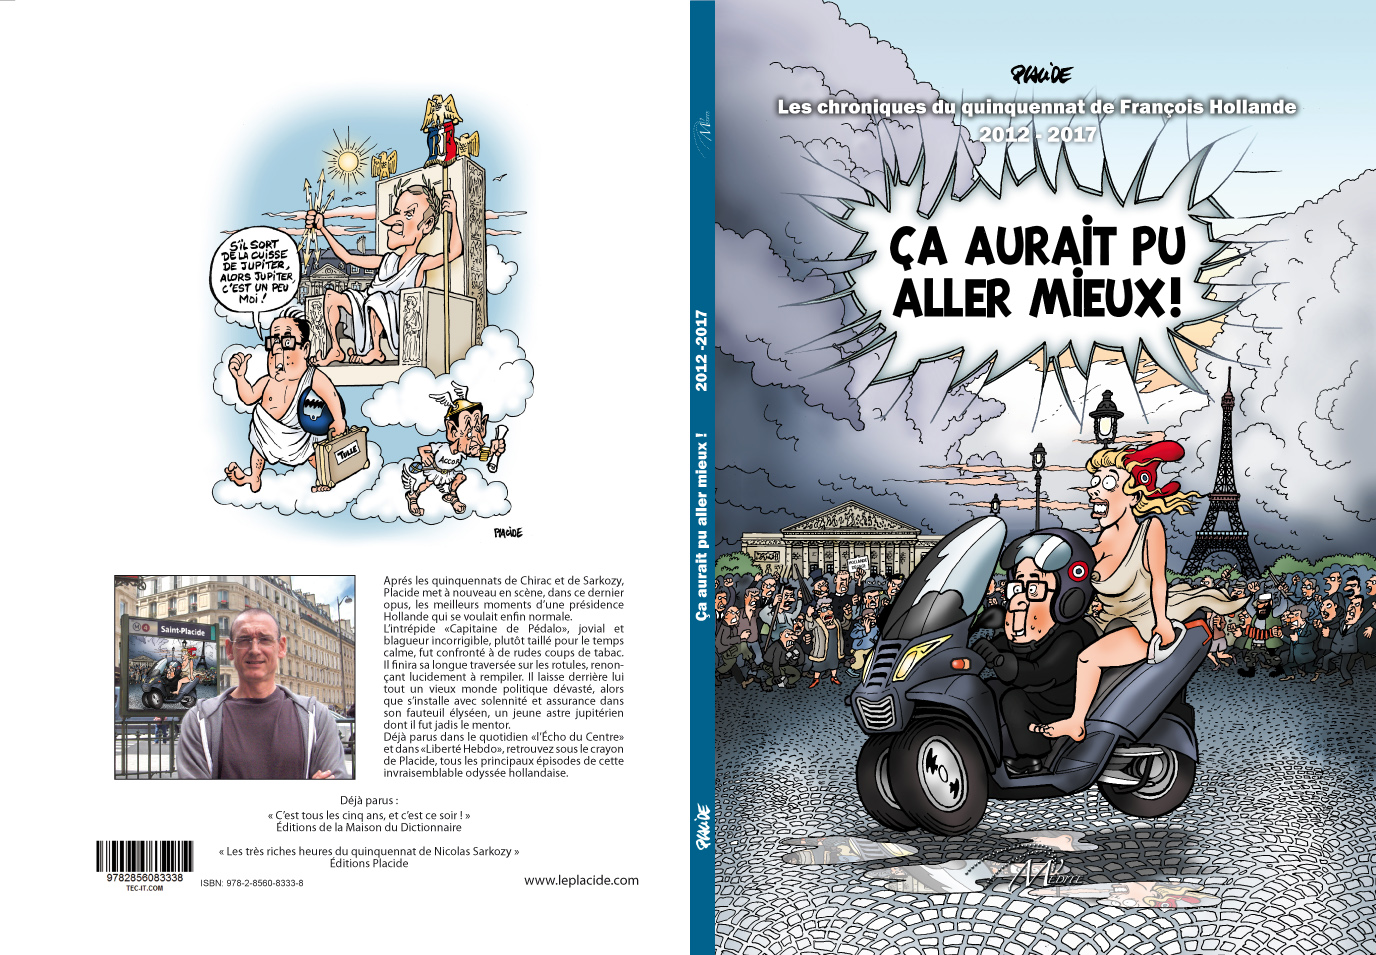 S'IL SORT
DE LA CUISSE
DE JUPITER,
ALORS JUPITER,
C'EST UN PEU
MOI !
TULLE
ACCOR
PLACIDE
Saint-Placide
Aprés les quinquennats de Chirac et de Sarkozy,
Placide met à nouveau en scène, dans ce dernier
opus, les meilleurs moments d'une présidence
Hollande qui se voulait enfin normale.
L'intrépide «Capitaine de Pédalo», jovial et
blagueur incorrigible, plutôt taillé pour le temps
calme, fut confronté à de rudes coups de tabac.
Il finira sa longue traversée sur les rotules, renon-
çant lucidement à rempiler. Il laisse derrière lui
tout un vieux monde politique dévasté, alors
que s'installe avec solennité et assurance dans
son fauteuil élyséen, un jeune astre jupitérien
dont il fut jadis le mentor.
Déjà parus dans le quotidien «l'Écho du Centre»
et dans «Liberté Hebdo», retrouvez sous le crayon
de Placide, tous les principaux épisodes de cette
invraisemblable odyssée hollandaise.
Déjà parus :
« C'est tous les cinq ans, et c'est ce soir ! »
Éditions de la Maison du Dictionnaire
« Les très riches heures du quinquennat de Nicolas Sarkozy »
Éditions Placide
9782856083338
TEC-IT.COM
ISBN: 978-2-8560-8333-8
www.leplacide.com
2012 -2017
Ça aurait pu aller mieux !
PLACIDE
PLACIDE
Les chroniques du quinquennat de François Hollande
2012 - 2017
ÇA AURAIT PU
ALLER MIEUX!
HOLLANDE